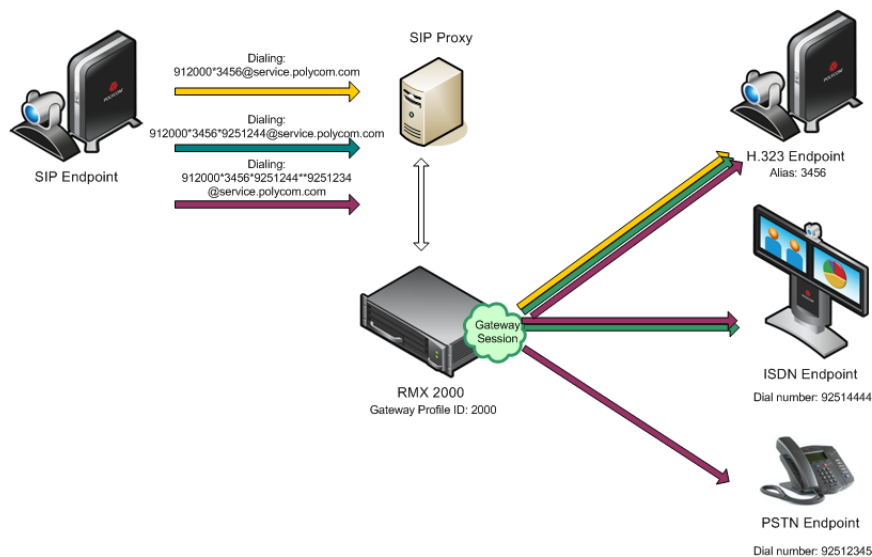 SIP Proxy
Dialing:
912000*3456@service.polycom.com
Dialing:
912000*3456*9251244@service.polycom.com
Dialing:
912000*3456*9251244**9251234
@service.polycom.com
POLYCOM
SIP Endpoint
POLYCOM
H.323 Endpoint
Alias: 3456
Gateway
Session
RMX 2000
Gateway Profile ID: 2000
ISDN Endpoint
Dial number: 92514444
PSTN Endpoint
Dial number: 92512345